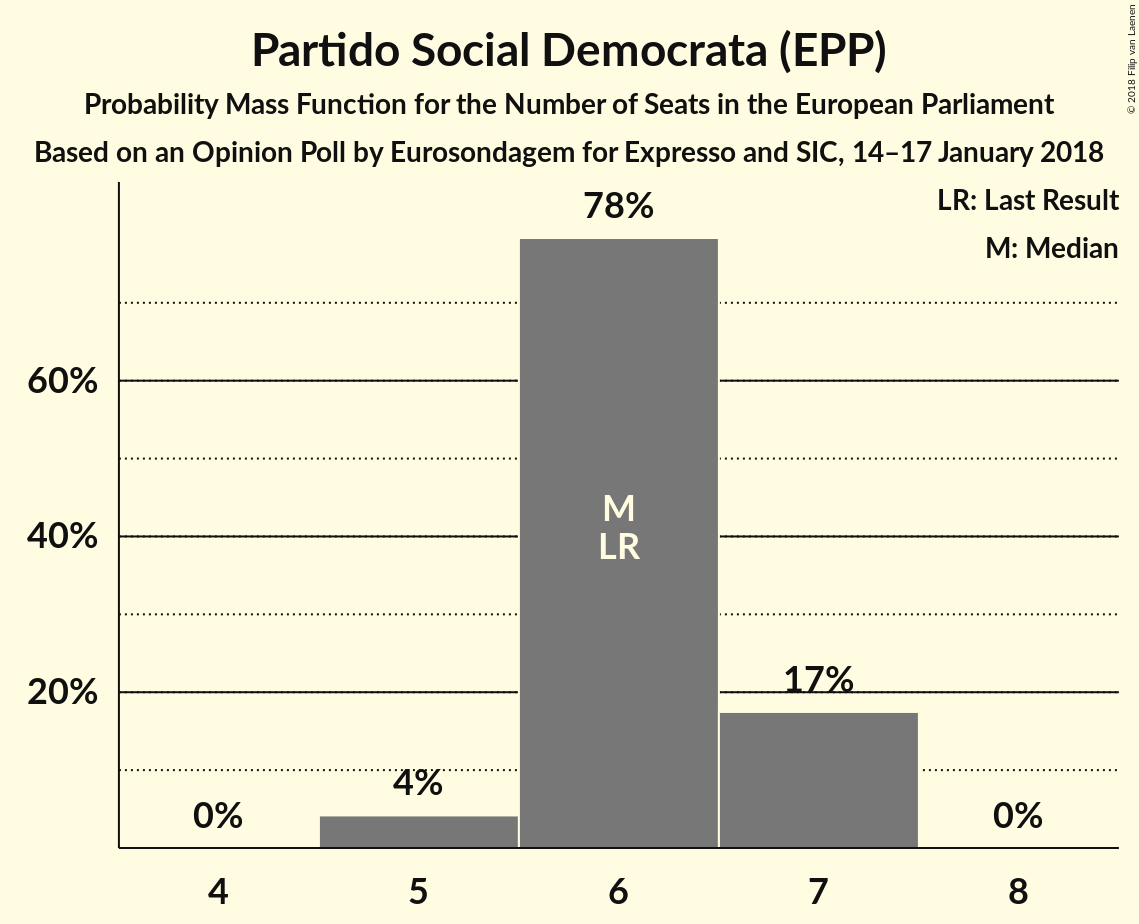 Partido Social Democrata (EPP)
Probability Mass Function for the Number of Seats in the European Parliament
Based on an Opinion Poll by Eurosondagem for Expresso and SIC, 14–17 January 2018
© 2018 Filip van Laenen
LR: Last Result
M: Median
78%
60%
M
40%
LR
17%
20%
4%
0%
0%
4
5
6
7
8